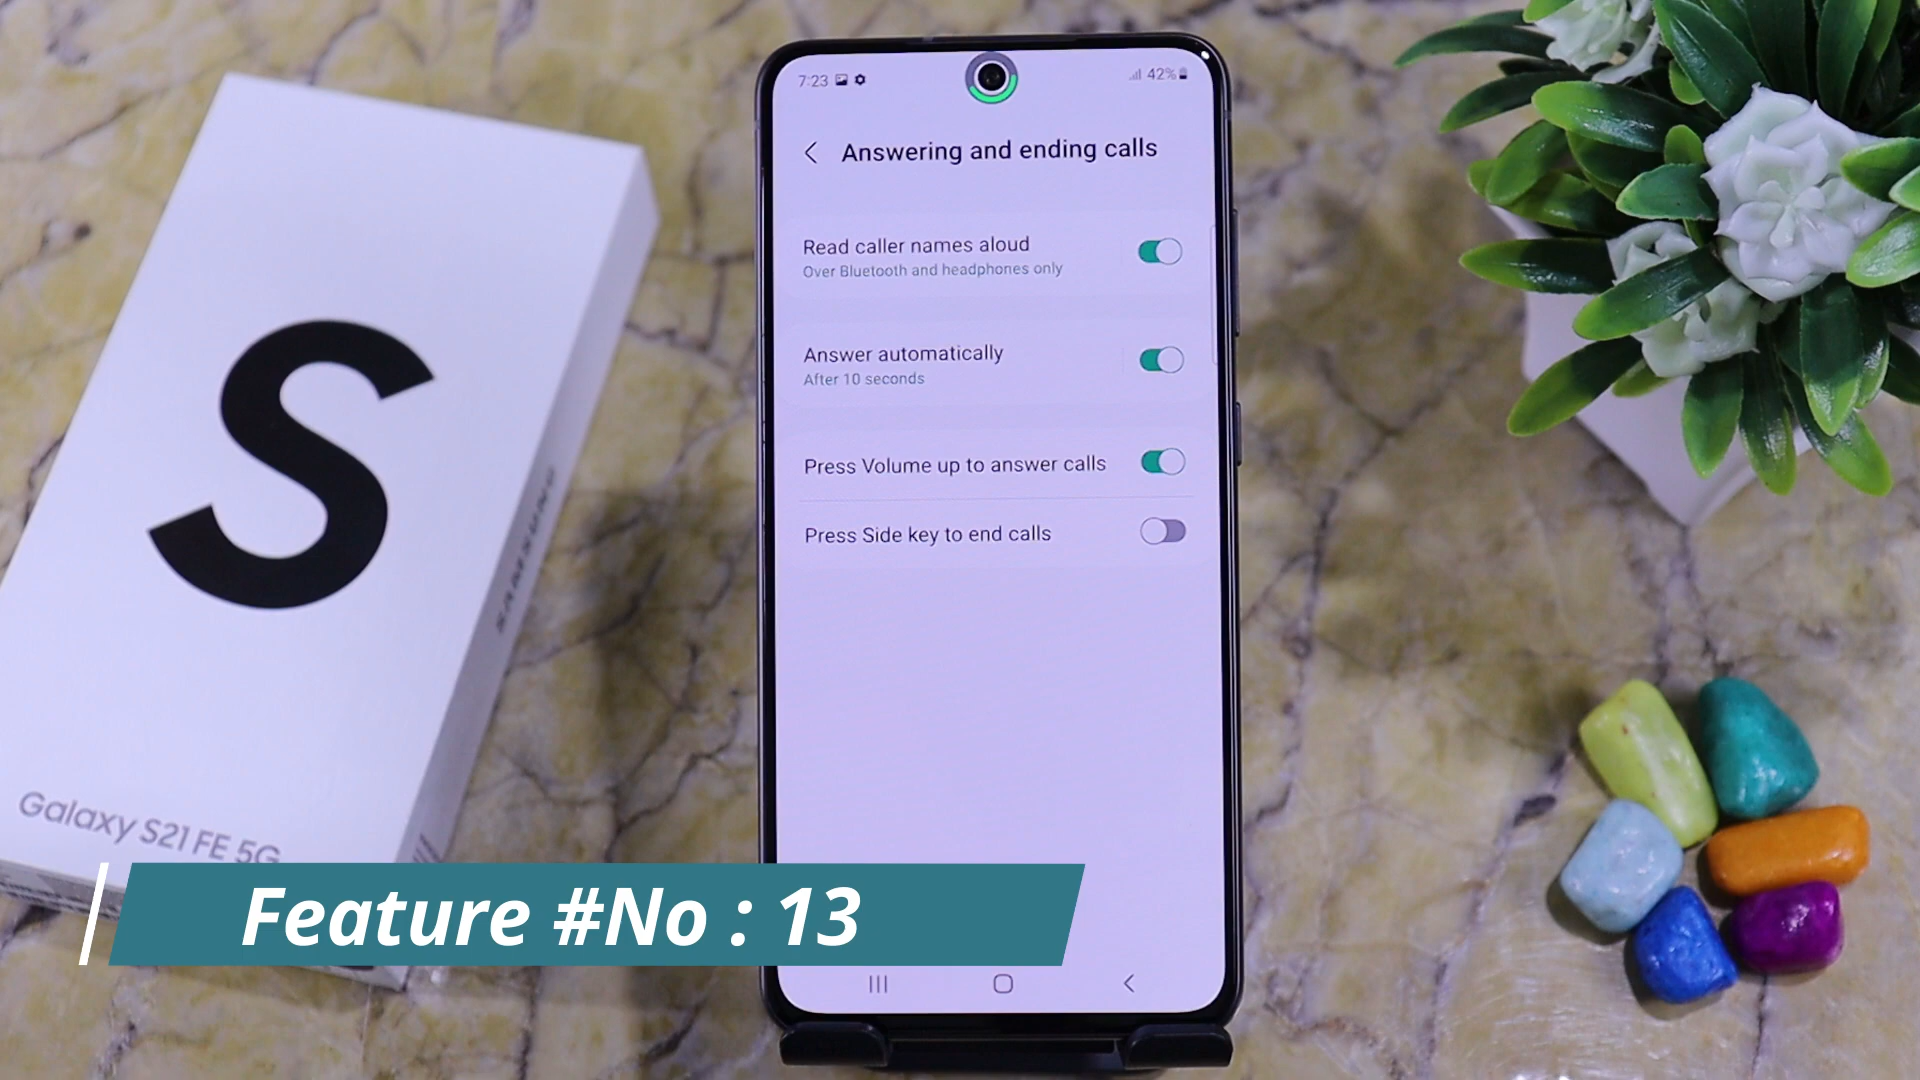 7:23
42%
Answering and ending calls
Read caller names aloud
Over Bluetooth and headphones only
Answer automatically
After 10 seconds
Press Volume up to answer calls
Press Side key to end calls
S
SAMSUNG
Galaxy S21 FE 5G
Feature #No : 13